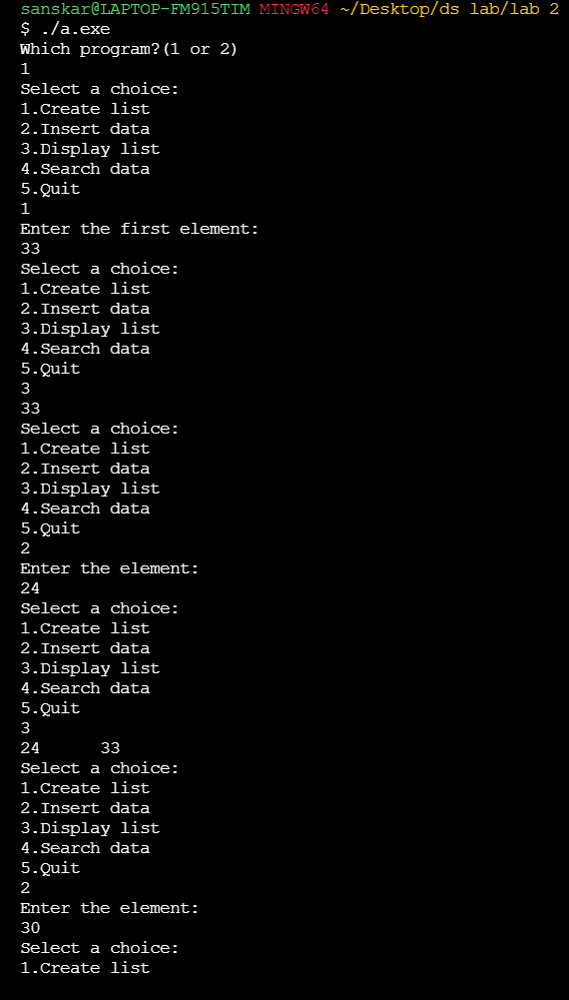 sanskar@LAPTOP-FM915TIM MINGW64 ~/Desktop/ds lab/lab 2
$ ./a.exe
Which program?(1 or 2)
1
Select a choice:
1.Create list
2.Insert data
3.Display list
4.Search data
5.Quit
1
Enter the first element:
33
Select a choice:
1.Create list
2.Insert data
3.Display list
4.Search data
5.Quit
3
33
Select a choice:
1.Create list
2.Insert data
3.Display list
4.Search data
5.Quit
2
Enter the element:
24
Select a choice:
1.Create list
2.Insert data
3.Display list
4.Search data
5.Quit
3
24      33
Select a choice:
1.Create list
2.Insert data
3.Display list
4.Search data
5.Quit
2
Enter the element:
30
Select a choice:
1.Create list